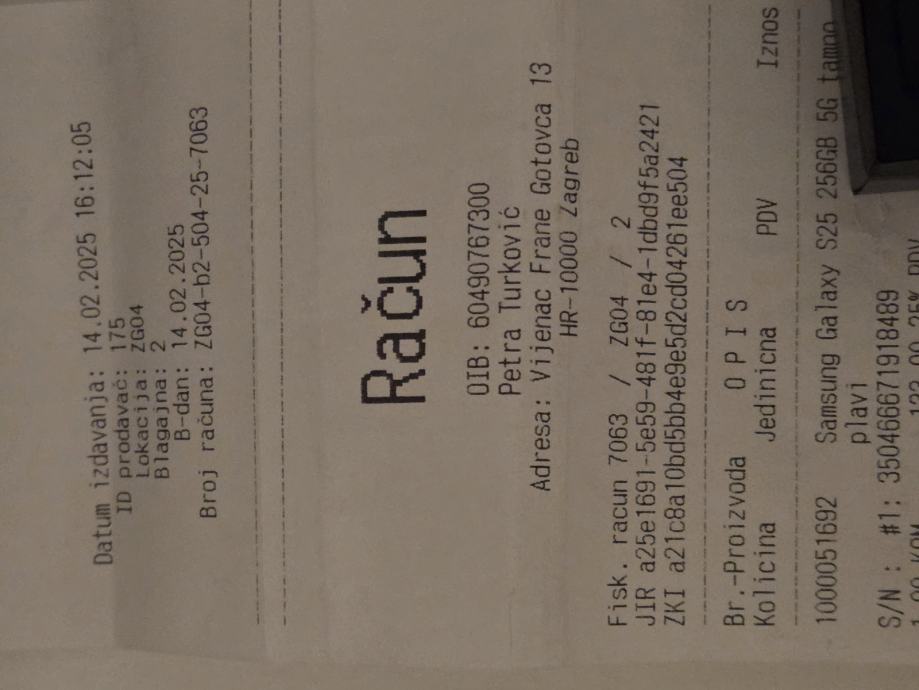 Datum izdavanja: 14.02.2025 16:12:05
ID prodavač: 175
Lokacija: ZG04
Blagajna: 2
B-dan: 14.02.2025
Broj računa: ZG04-b2-504-25-7063
Račun
OIB: 60490767300
Petra Turković
Adresa: Vijenac Frane Gotovca 13
HR-10000 Zagreb
Fisk. racun 7063 / ZG04 / 2
JIR a25e1691-5e59-481f-81e4-1dbd9f5a2421
ZKI a21c8a10bd5bb4e9e5d2cd04261ee504
Br.-Proizvoda O P I S
Kolicina Jedinicna PDV Iznos
1000051692 Samsung Galaxy S25 256GB 5G tamno
plavi
S/N : #1: 350466671918489